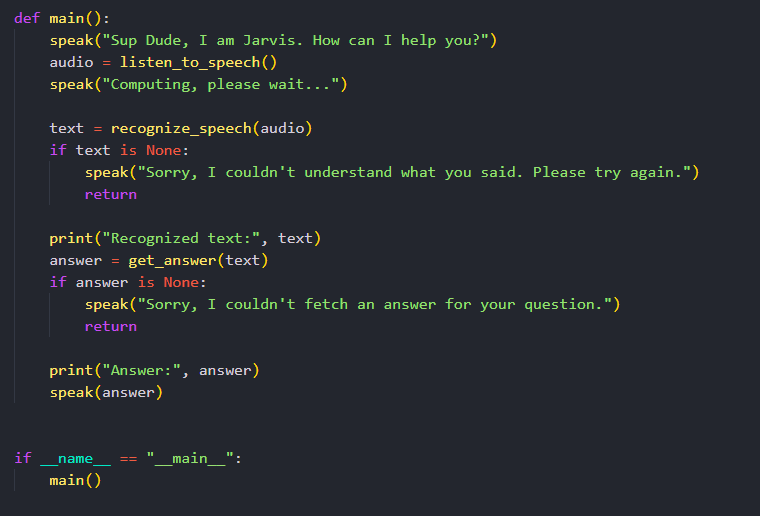 def main():
    speak("Sup Dude, I am Jarvis. How can I help you?")
    audio = listen_to_speech()
    speak("Computing, please wait...")

    text = recognize_speech(audio)
    if text is None:
        speak("Sorry, I couldn't understand what you said. Please try again.")
        return

    print("Recognized text:", text)
    answer = get_answer(text)
    if answer is None:
        speak("Sorry, I couldn't fetch an answer for your question.")
        return

    print("Answer:", answer)
    speak(answer)


if __name__ == "__main__":
    main()